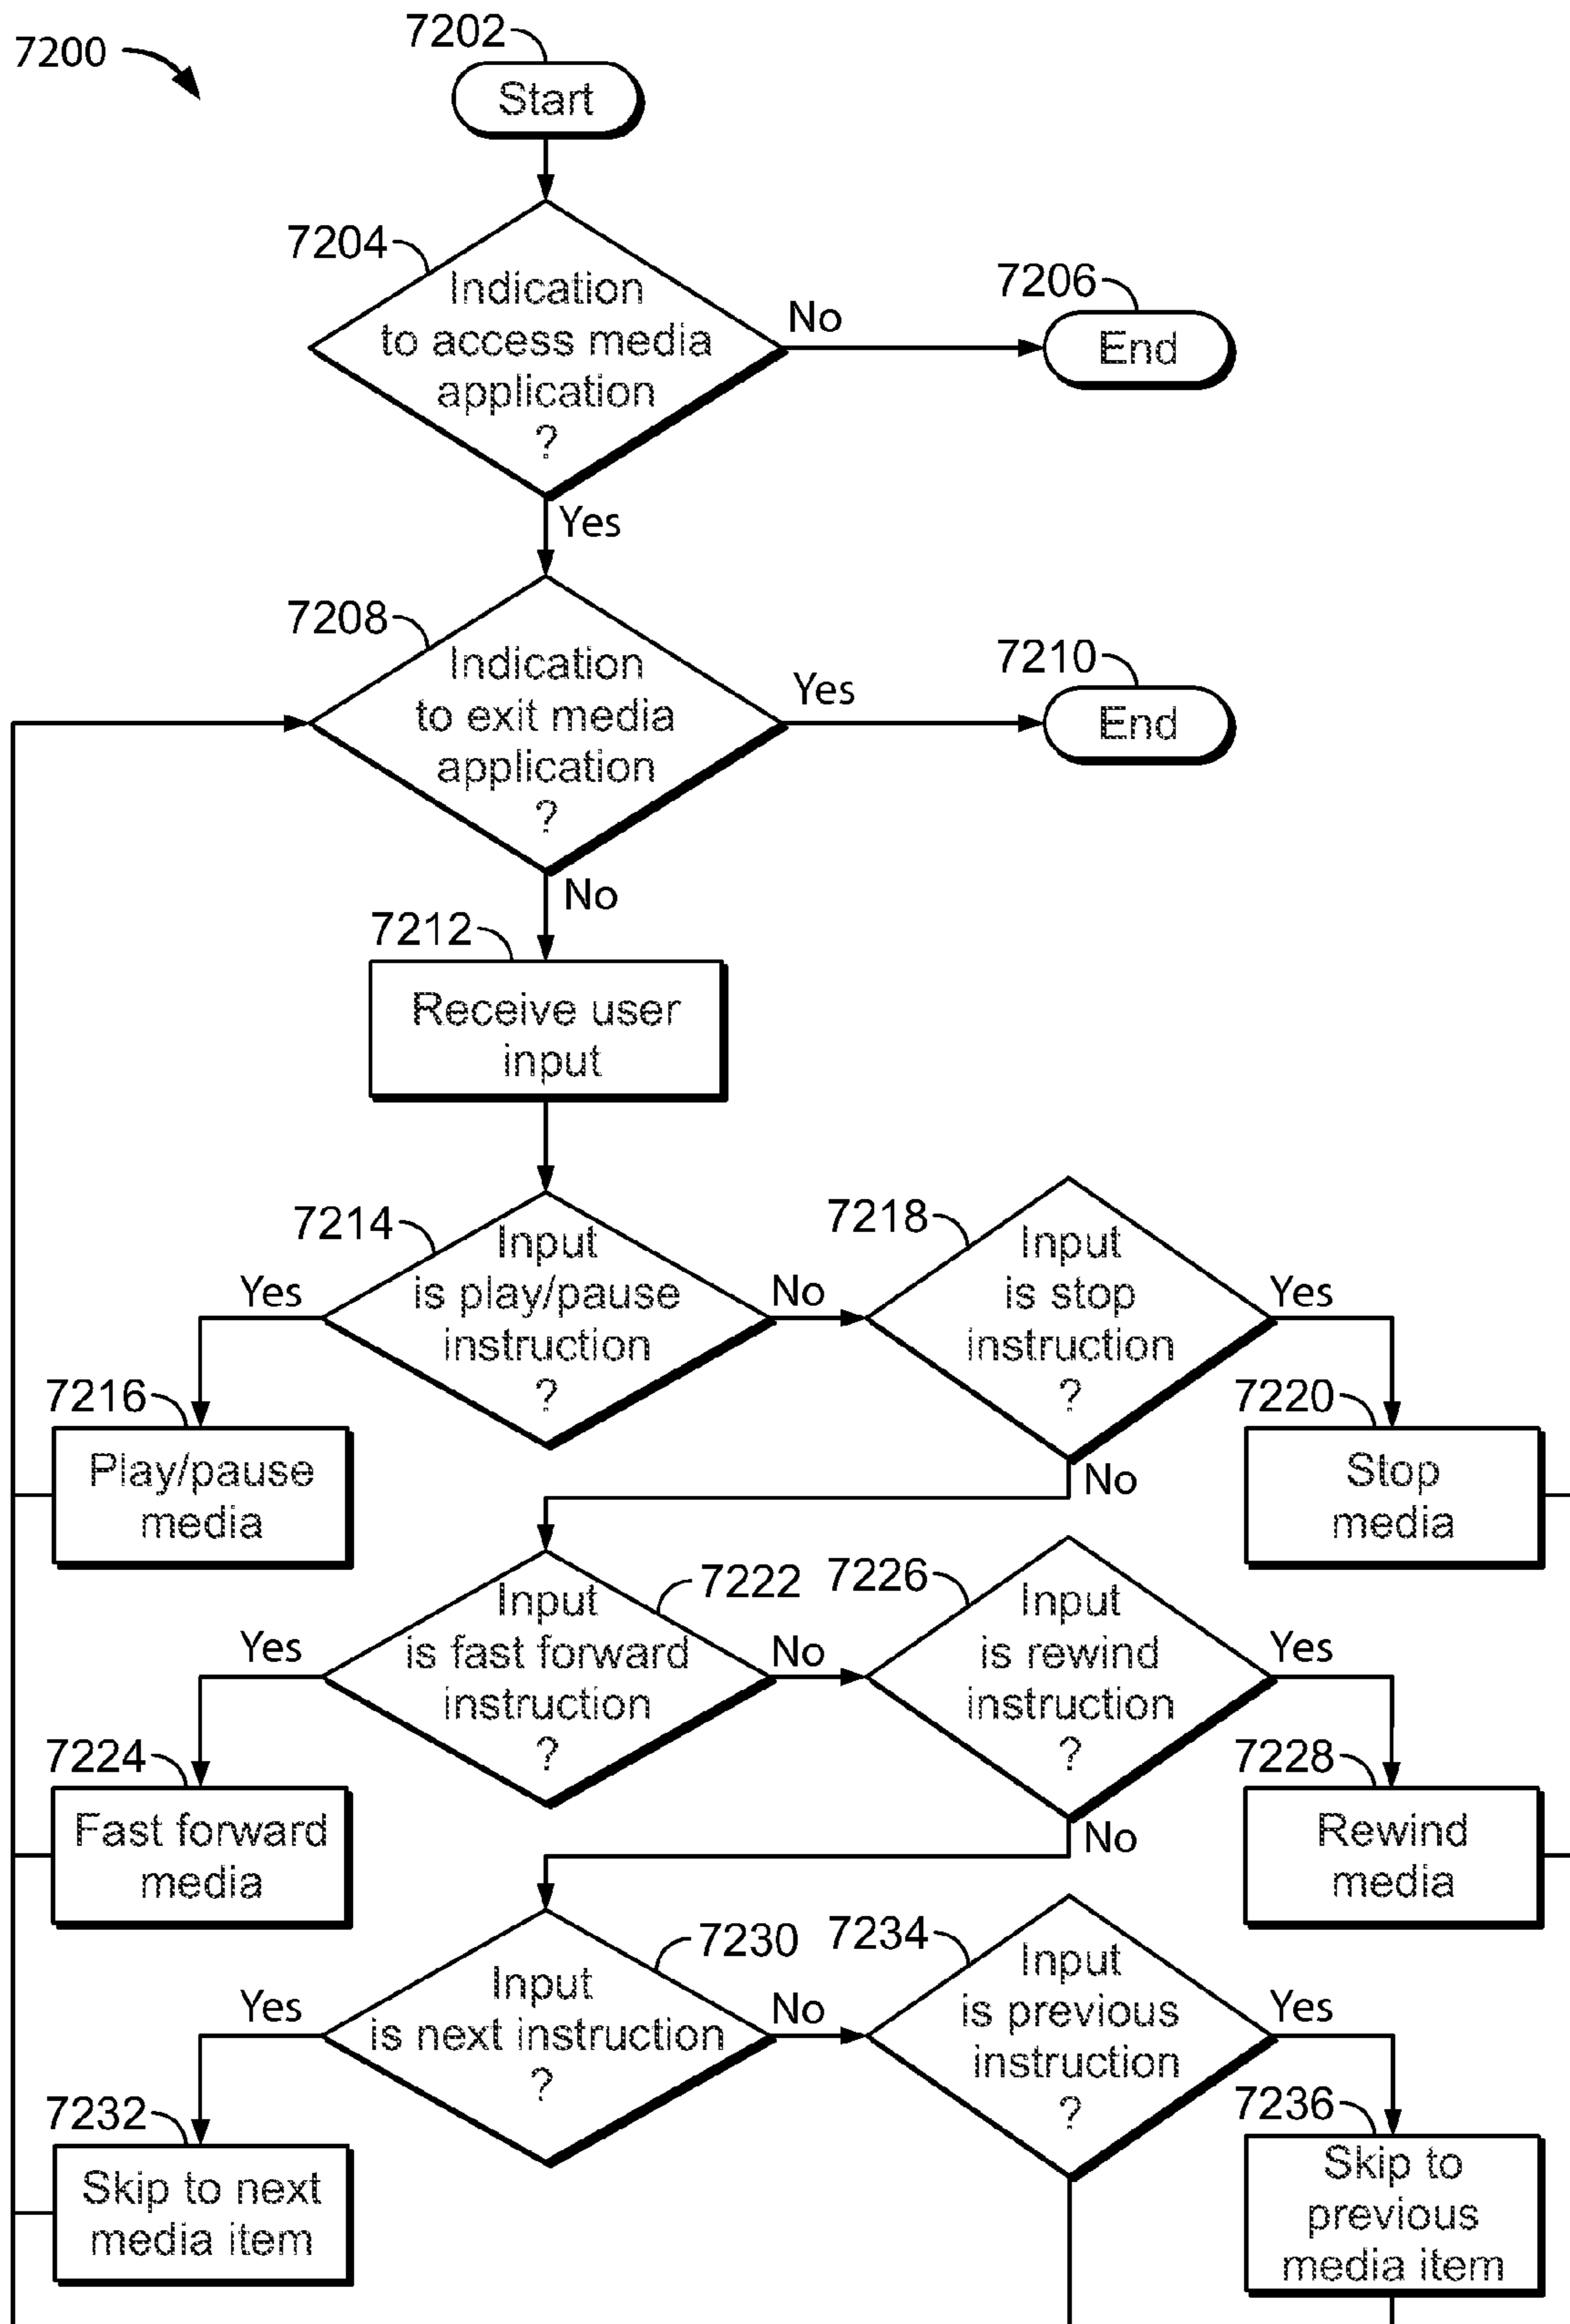 7200
7202
Start
7204
Indication
to access media
application
?
No
7206
End
Yes
7208
Indication
to exit media
application
?
Yes
7210
End
No
7212
Receive user
input
7214
Input
is play/pause
instruction
?
Yes
No
7218
Input
is stop
instruction
?
Yes
7216
Play/pause
media
7220
Stop
media
No
7222
Input
is fast forward
instruction
?
Yes
No
7226
Input
is rewind
instruction
?
Yes
7224
Fast forward
media
7228
Rewind
media
No
7230
Input
is next instruction
?
Yes
No
7234
Input
is previous
instruction
?
Yes
7232
Skip to next
media item
7236
Skip to
previous
media item